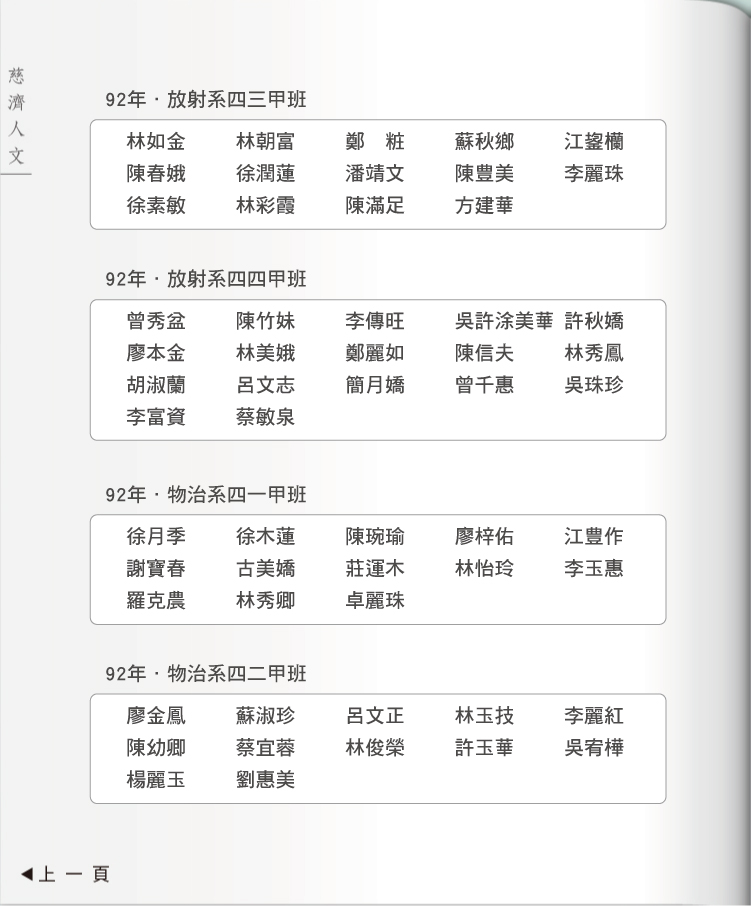 慈濟人文
92年·放射系四三甲班
林如金 林朝富 鄭 粧 蘇秋鄉 江鋆欗
陳春娥 徐潤蓮 潘靖文 陳豊美 李麗珠
徐素敏 林彩霞 陳滿足 方建華
92年·放射系四四甲班
曾秀盆 陳竹妹 李傳旺 吳許涂美華 許秋嬌
廖本金 林美娥 鄭麗如 陳信夫 林秀鳳
胡淑蘭 呂文志 簡月嬌 曾千惠 吳珠珍
李富資 蔡敏泉
92年·物治系四一甲班
徐月季 徐木蓮 陳琬瑜 廖梓佑 江豊作
謝寶春 古美嬌 莊運木 林怡玲 李玉惠
羅克農 林秀卿 卓麗珠
92年·物治系四二甲班
廖金鳳 蘇淑珍 呂文正 林玉技 李麗紅
陳幼卿 蔡宜蓉 林俊榮 許玉華 吳宥樺
楊麗玉 劉惠美
◀上一頁